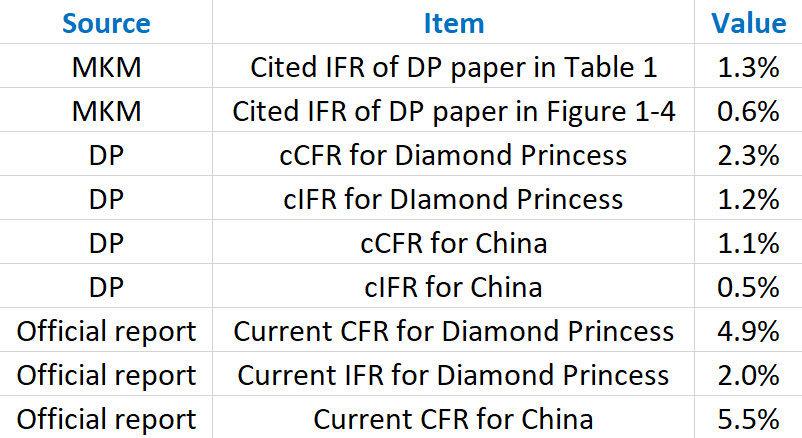 Source Item Value
MKM Cited IFR of DP paper in Table 1 1.3%
MKM Cited IFR of DP paper in Figure 1-4 0.6%
DP cCFR for Diamond Princess 2.3%
DP cIFR for DIamond Princess 1.2%
DP cCFR for China 1.1%
DP cIFR for China 0.5%
Official report Current CFR for Diamond Princess 4.9%
Official report Current IFR for Diamond Princess 2.0%
Official report Current CFR for China 5.5%